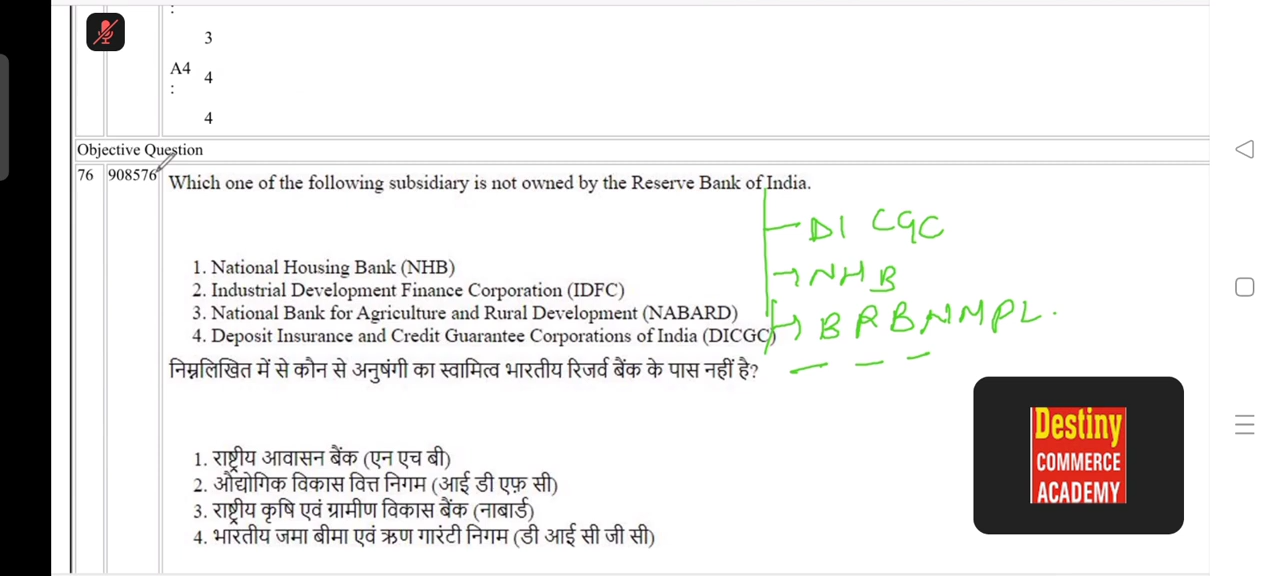 :
3
A4
4
:
4
Objective Question
76 908576 Which one of the following subsidiary is not owned by the Reserve Bank of India.
DICGC
1. National Housing Bank (NHB)
NHB
2. Industrial Development Finance Corporation (IDFC)
3. National Bank for Agriculture and Rural Development (NABARD)
BRBNMPL.
4. Deposit Insurance and Credit Guarantee Corporations of India (DICGC)
निम्नलिखित में से कौन से अनुषंगी का स्वामित्व भारतीय रिजर्व बैंक के पास नहीं है?
Destiny
COMMERCE
ACADEMY
1. राष्ट्रीय आवासन बैंक (एन एच बी)
2. औद्योगिक विकास वित्त निगम (आई डी एफ़ सी)
3. राष्ट्रीय कृषि एवं ग्रामीण विकास बैंक (नाबार्ड)
4. भारतीय जमा बीमा एवं ऋण गारंटी निगम (डी आई सी जी सी)